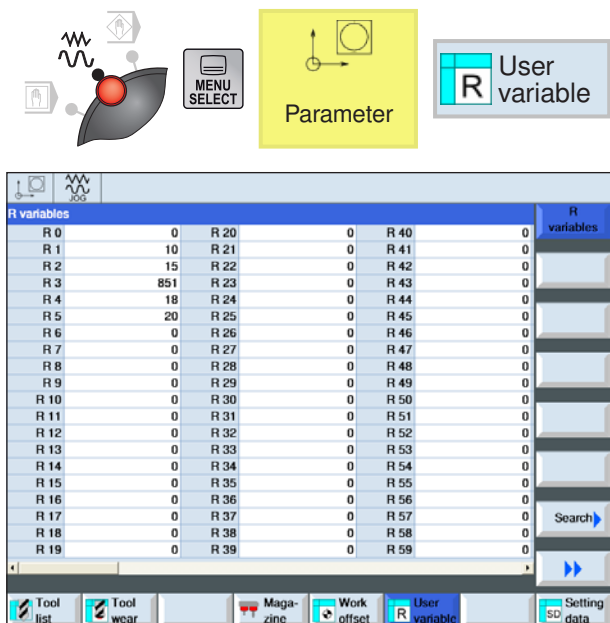 MENU
SELECT
Parameter
R
User
variable
JOG
R variables
R
variables
R 0 0 R 20 0 R 40 0
R 1 10 R 21 0 R 41 0
R 2 15 R 22 0 R 42 0
R 3 851 R 23 0 R 43 0
R 4 18 R 24 0 R 44 0
R 5 20 R 25 0 R 45 0
R 6 0 R 26 0 R 46 0
R 7 0 R 27 0 R 47 0
R 8 0 R 28 0 R 48 0
R 9 0 R 29 0 R 49 0
R 10 0 R 30 0 R 50 0
R 11 0 R 31 0 R 51 0
R 12 0 R 32 0 R 52 0
R 13 0 R 33 0 R 53 0
R 14 0 R 34 0 R 54 0
R 15 0 R 35 0 R 55 0
R 16 0 R 36 0 R 56 0
R 17 0 R 37 0 R 57 0
R 18 0 R 38 0 R 58 0
R 19 0 R 39 0 R 59 0
Search
Tool
list
Tool
wear
Maga-
zine
Work
offset
R
User
variable
SD
Setting
data